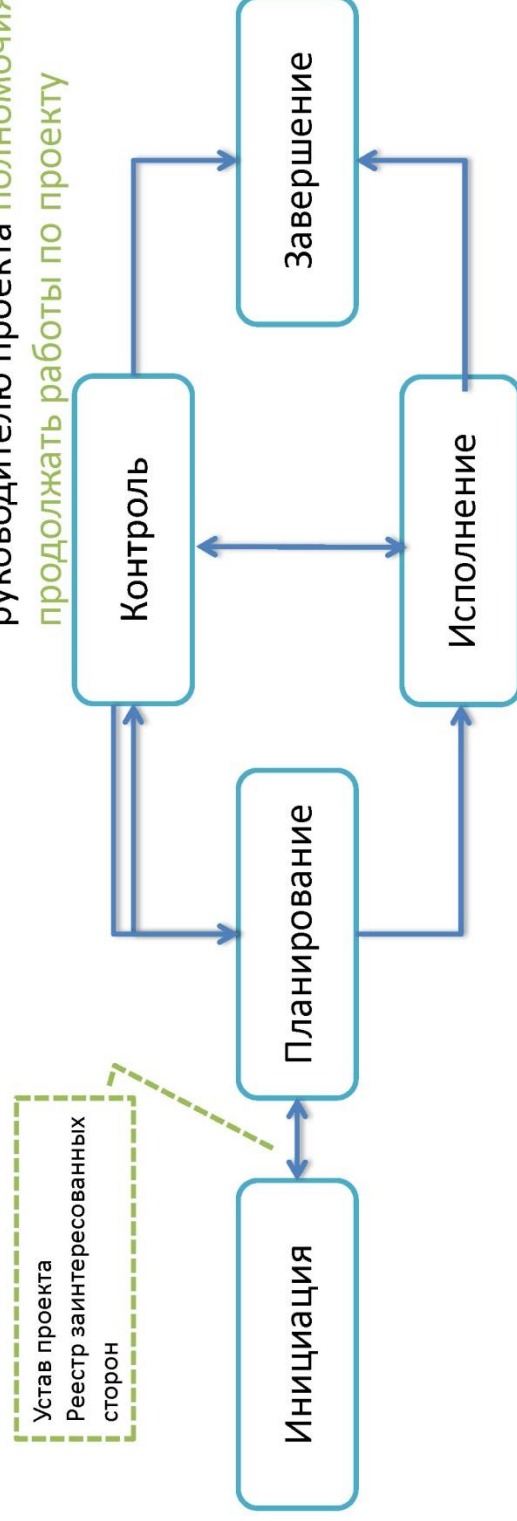 руководителю проекта полномочия
продолжать работы по проекту
Устав проекта
Реестр заинтересованных
сторон
Инициация
Планирование
Контроль
Исполнение
Завершение